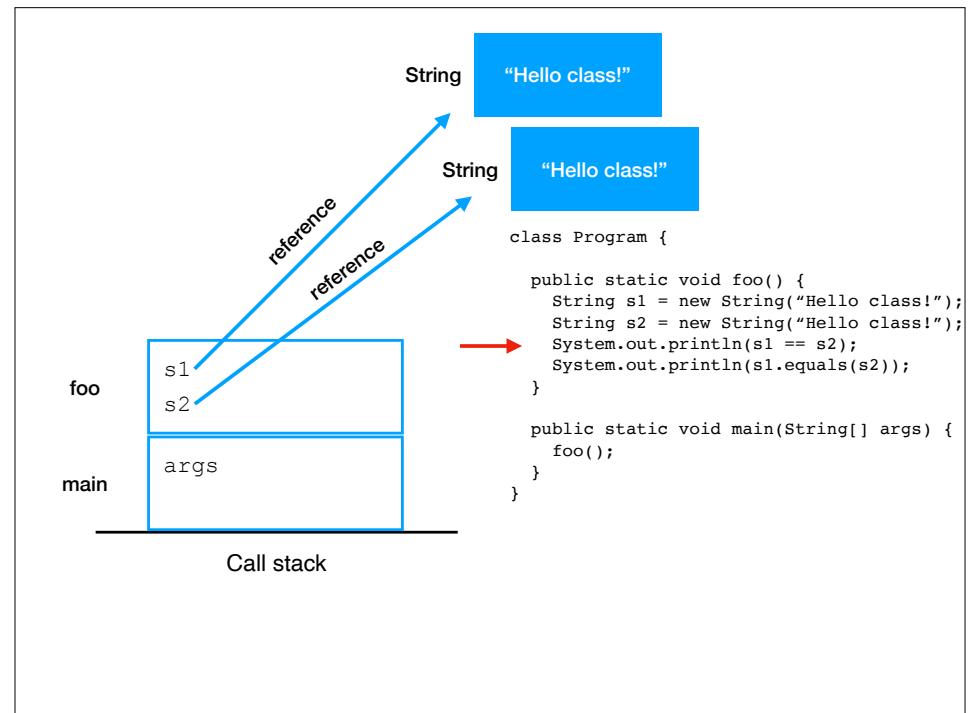 String “Hello class!”
String “Hello class!”
reference
reference
class Program {
public static void foo() {
String s1 = new String(“Hello class!”);
String s2 = new String(“Hello class!”);
System.out.println(s1 == s2);
System.out.println(s1.equals(s2));
}
public static void main(String[] args) {
foo();
}
}
foo
s1
s2
main
args
Call stack